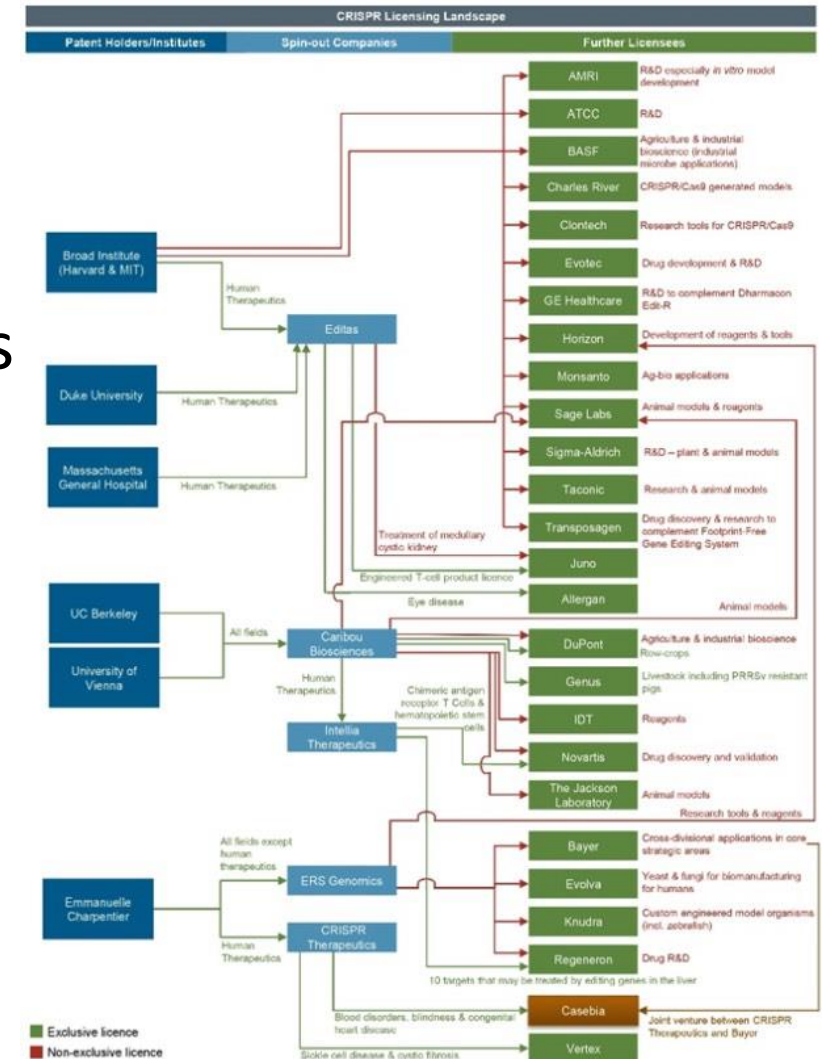 CRISPR Licensing Landscape
Patent Holders/Institutes
Spin-out Companies
Further Licensees
s
AMRI
R&D especially in vitro model
development
ATCC
R&D
BASF
Agriculture & industrial
bioscience (industrial
microbe applications)
Charles River
CRISPR/Cas9 generated models
Clontech
Research tools for CRISPR/Cas9
Broad Institute
(Harvard & MIT)
Evotec
Drug development & R&D
Human
Therapeutics
GE Healthcare
R&D to complement Dharmacon
Edit-R
Editas
Horizon
Development of reagents & tools
Monsanto
Ag-bio applications
Duke University
Human Therapeutics
Sage Labs
Animal models & reagents
Massachusetts
General Hospital
Human Therapeutics
Sigma-Aldrich
R&D – plant & animal models
Taconic
Research & animal models
Transposagen
Drug discovery & research to
complement Footprint-Free
Gene Editing System
Treatment of medullary
cystic kidney
Juno
Engineered T-cell product licence
Allergan
Eye disease
Animal models
UC Berkeley
All fields
Caribou
Biosciences
DuPont
Agriculture & industrial bioscience
Row-crops
University of
Vienna
Human
Therapeutics
Genus
Livestock including PRRSv resistant
pigs
Chimeric antigen
receptor T Cells &
hematopoietic stem
cells
IDT
Reagents
Intellia
Therapeutics
Novartis
Drug discovery and validation
The Jackson
Laboratory
Animal models
Research tools & reagents
All fields except
human
therapeutics
Bayer
Cross-divisional applications in core
strategic areas
ERS Genomics
Evolva
Yeast & fungi for biomanufacturing
for humans
Emmanuelle
Charpentier
Knudra
Custom engineered model organisms
(incl. zebrafish)
CRISPR
Therapeutics
Human
Therapeutics
Regeneron
Drug R&D
10 targets that may be treated by editing genes in the liver
Blood disorders, blindness & congenital
heart disease
Casebia
Joint venture between CRISPR
Therapeutics and Bayer
Exclusive licence
Non-exclusive licence
Sickle cell disease & cystic fibrosis
Vertex